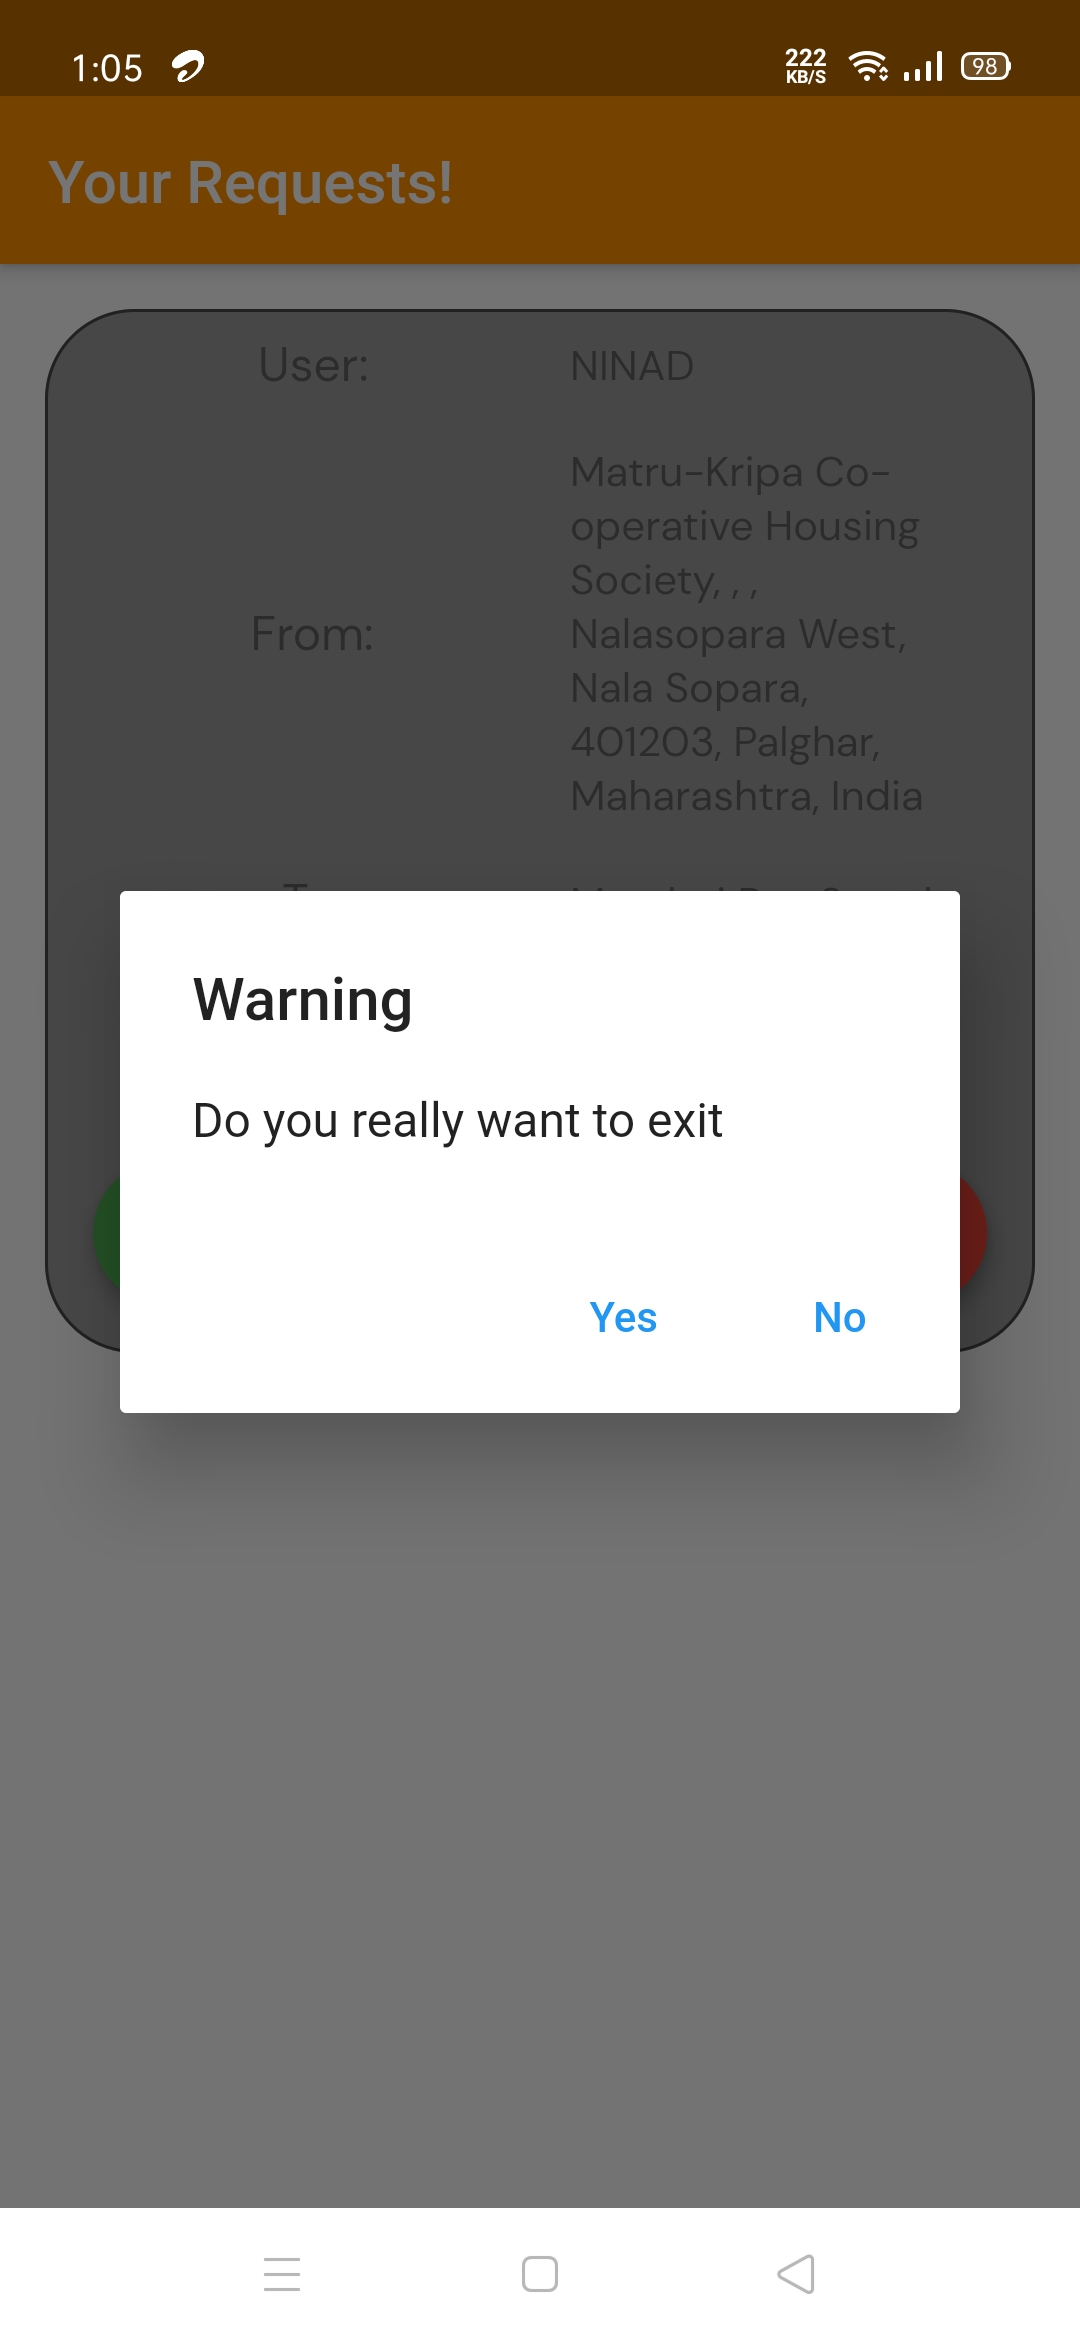 1:05
222
KB/S
98
Your Requests!
User:
NINAD
From:
Matru-Kripa Co-
operative Housing
Society, , ,
Nalasopara West,
Nala Sopara,
401203, Palghar,
Maharashtra, India
Warning
Do you really want to exit
Yes
No